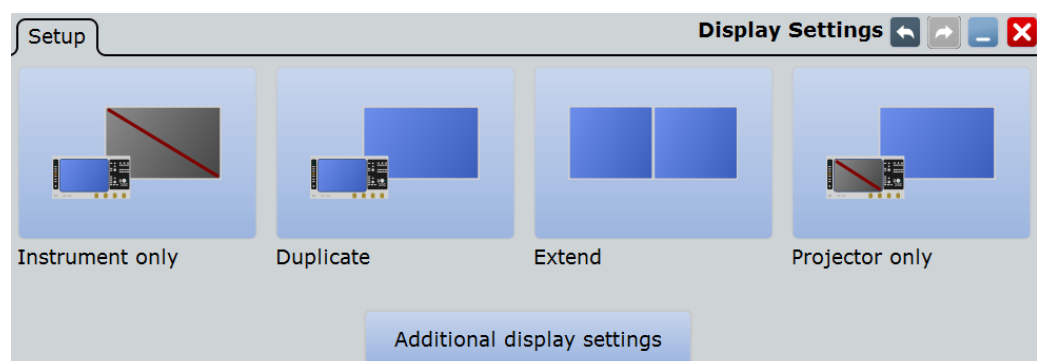 Setup
Display Settings
Instrument only
Duplicate
Extend
Projector only
Additional display settings